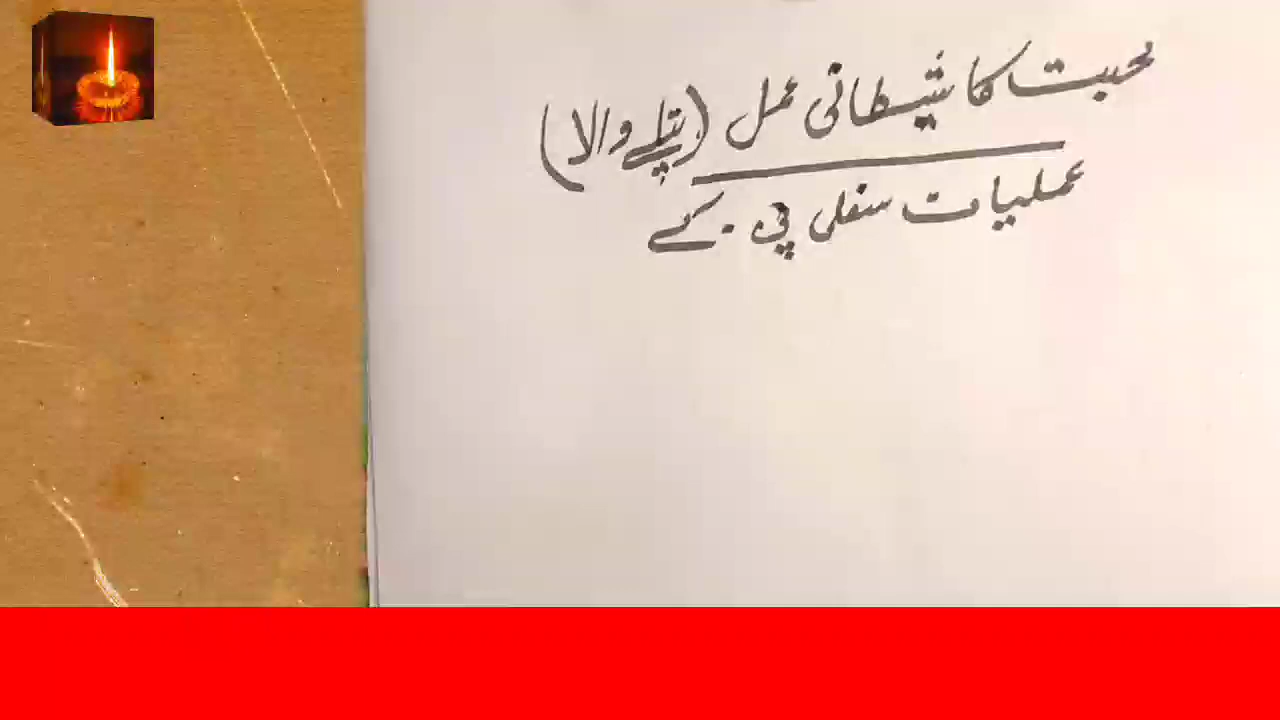 محبت کا شیطانی عمل (پتلے والا)
عملیات سفلی پی.کے